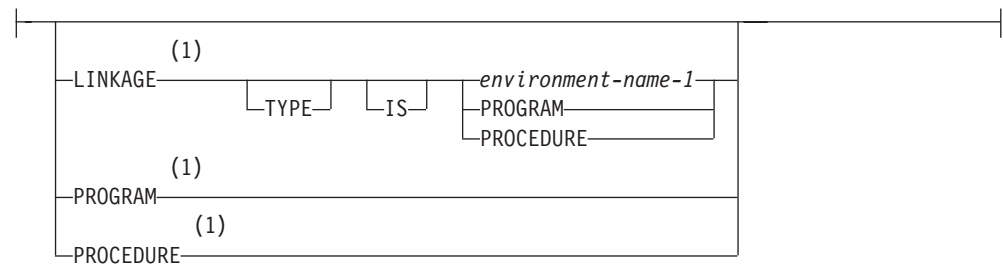 (1)
LINKAGE environment-name-1
TYPE IS PROGRAM
PROCEDURE
(1)
PROGRAM
(1)
PROCEDURE